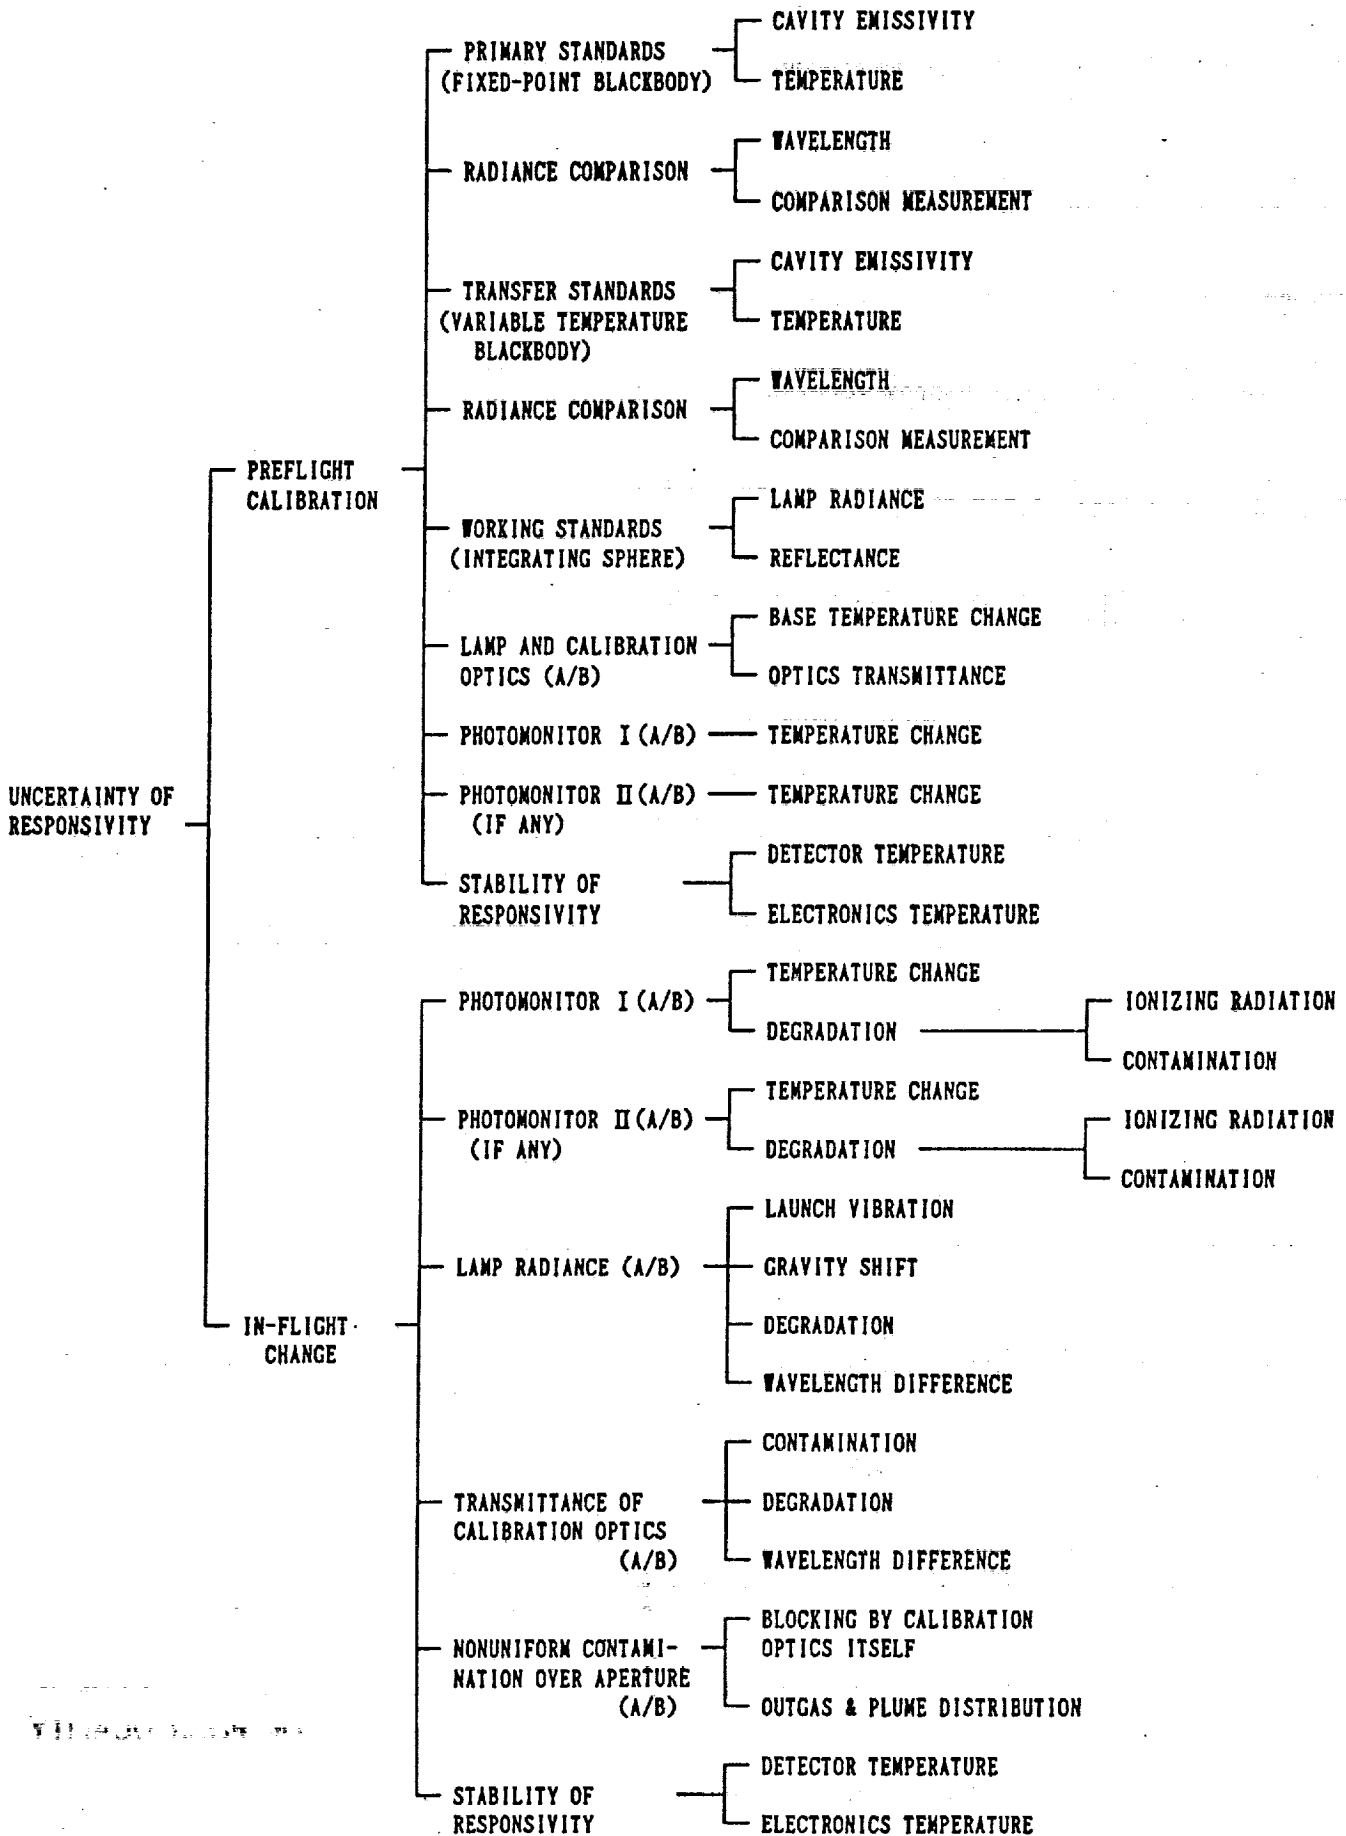 CAVITY EMISSIVITY
PRIMARY STANDARDS
(FIXED-POINT BLACKBODY)
TEMPERATURE
WAVELENGTH
RADIANCE COMPARISON
COMPARISON MEASUREMENT
CAVITY EMISSIVITY
TRANSFER STANDARDS
(VARIABLE TEMPERATURE
BLACKBODY)
TEMPERATURE
WAVELENGTH
RADIANCE COMPARISON
COMPARISON MEASUREMENT
PREFLIGHT
CALIBRATION
LAMP RADIANCE
WORKING STANDARDS
(INTEGRATING SPHERE)
REFLECTANCE
BASE TEMPERATURE CHANGE
LAMP AND CALIBRATION
OPTICS (A/B)
OPTICS TRANSMITTANCE
PHOTOMONITOR I (A/B)
TEMPERATURE CHANGE
UNCERTAINTY OF
RESPONSIVITY
PHOTOMONITOR II (A/B)
(IF ANY)
TEMPERATURE CHANGE
DETECTOR TEMPERATURE
STABILITY OF
RESPONSIVITY
ELECTRONICS TEMPERATURE
TEMPERATURE CHANGE
PHOTOMONITOR I (A/B)
DEGRADATION
IONIZING RADIATION
CONTAMINATION
TEMPERATURE CHANGE
PHOTOMONITOR II (A/B)
(IF ANY)
DEGRADATION
IONIZING RADIATION
CONTAMINATION
LAUNCH VIBRATION
LAMP RADIANCE (A/B)
GRAVITY SHIFT
DEGRADATION
WAVELENGTH DIFFERENCE
IN-FLIGHT
CHANGE
CONTAMINATION
TRANSMITTANCE OF
CALIBRATION OPTICS
(A/B)
DEGRADATION
WAVELENGTH DIFFERENCE
BLOCKING BY CALIBRATION
OPTICS ITSELF
NONUNIFORM CONTAMI-
NATION OVER APERTURE
(A/B)
OUTGAS & PLUME DISTRIBUTION
DETECTOR TEMPERATURE
STABILITY OF
RESPONSIVITY
ELECTRONICS TEMPERATURE